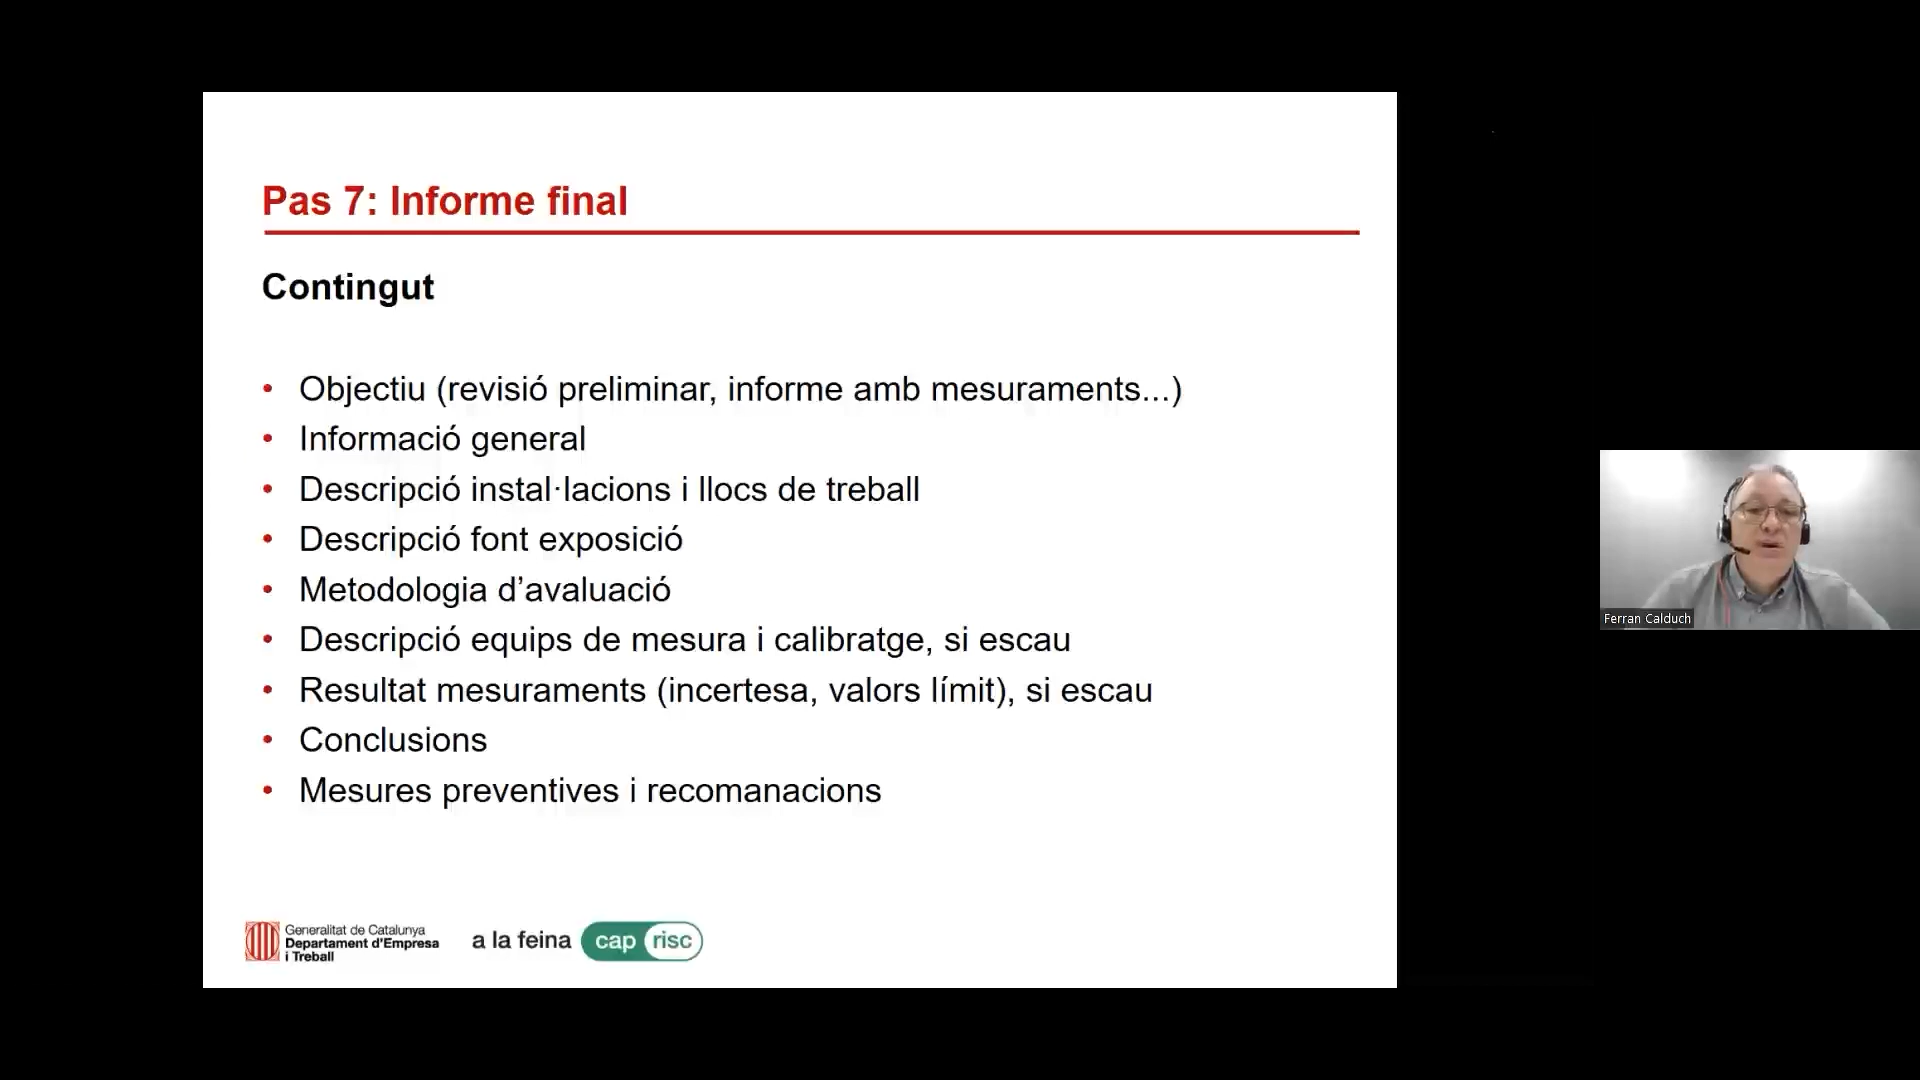 Pas 7: Informe final
Contingut
• Objectiu (revisió preliminar, informe amb mesuraments...)
• Informació general
• Descripció instal·lacions i llocs de treball
• Descripció font exposició
• Metodologia d’avaluació
• Descripció equips de mesura i calibratge, si escau
• Resultat mesuraments (incertesa, valors límit), si escau
• Conclusions
• Mesures preventives i recomanacions
Generalitat de Catalunya
Departament d'Empresa
i Treball
a la feina cap risc
Ferran Calduch